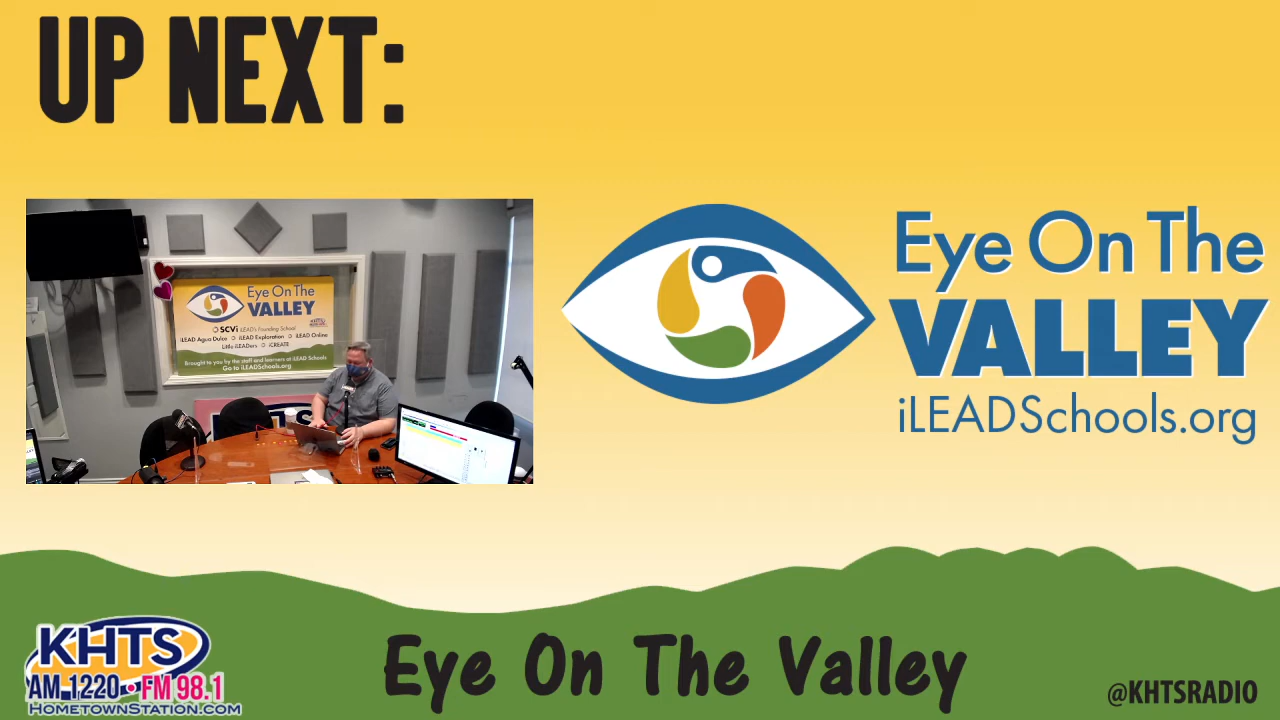 UP NEXT:
Eye On The
VALLEY
iLEADSchools.org
Eye On The
VALLEY
SCVi iLEAD's Founding School
iLEAD Agua Dulce iLEAD Exploration iLEAD Online
Little iLEADers iCREATE
Brought to you by the staff and learners at iLEAD Schools
Go to iLEADSchools.org
KHTS
AM 1220 • FM 98.1
HOMETOWNSTATION.COM
Eye On The Valley
@KHTSRADIO